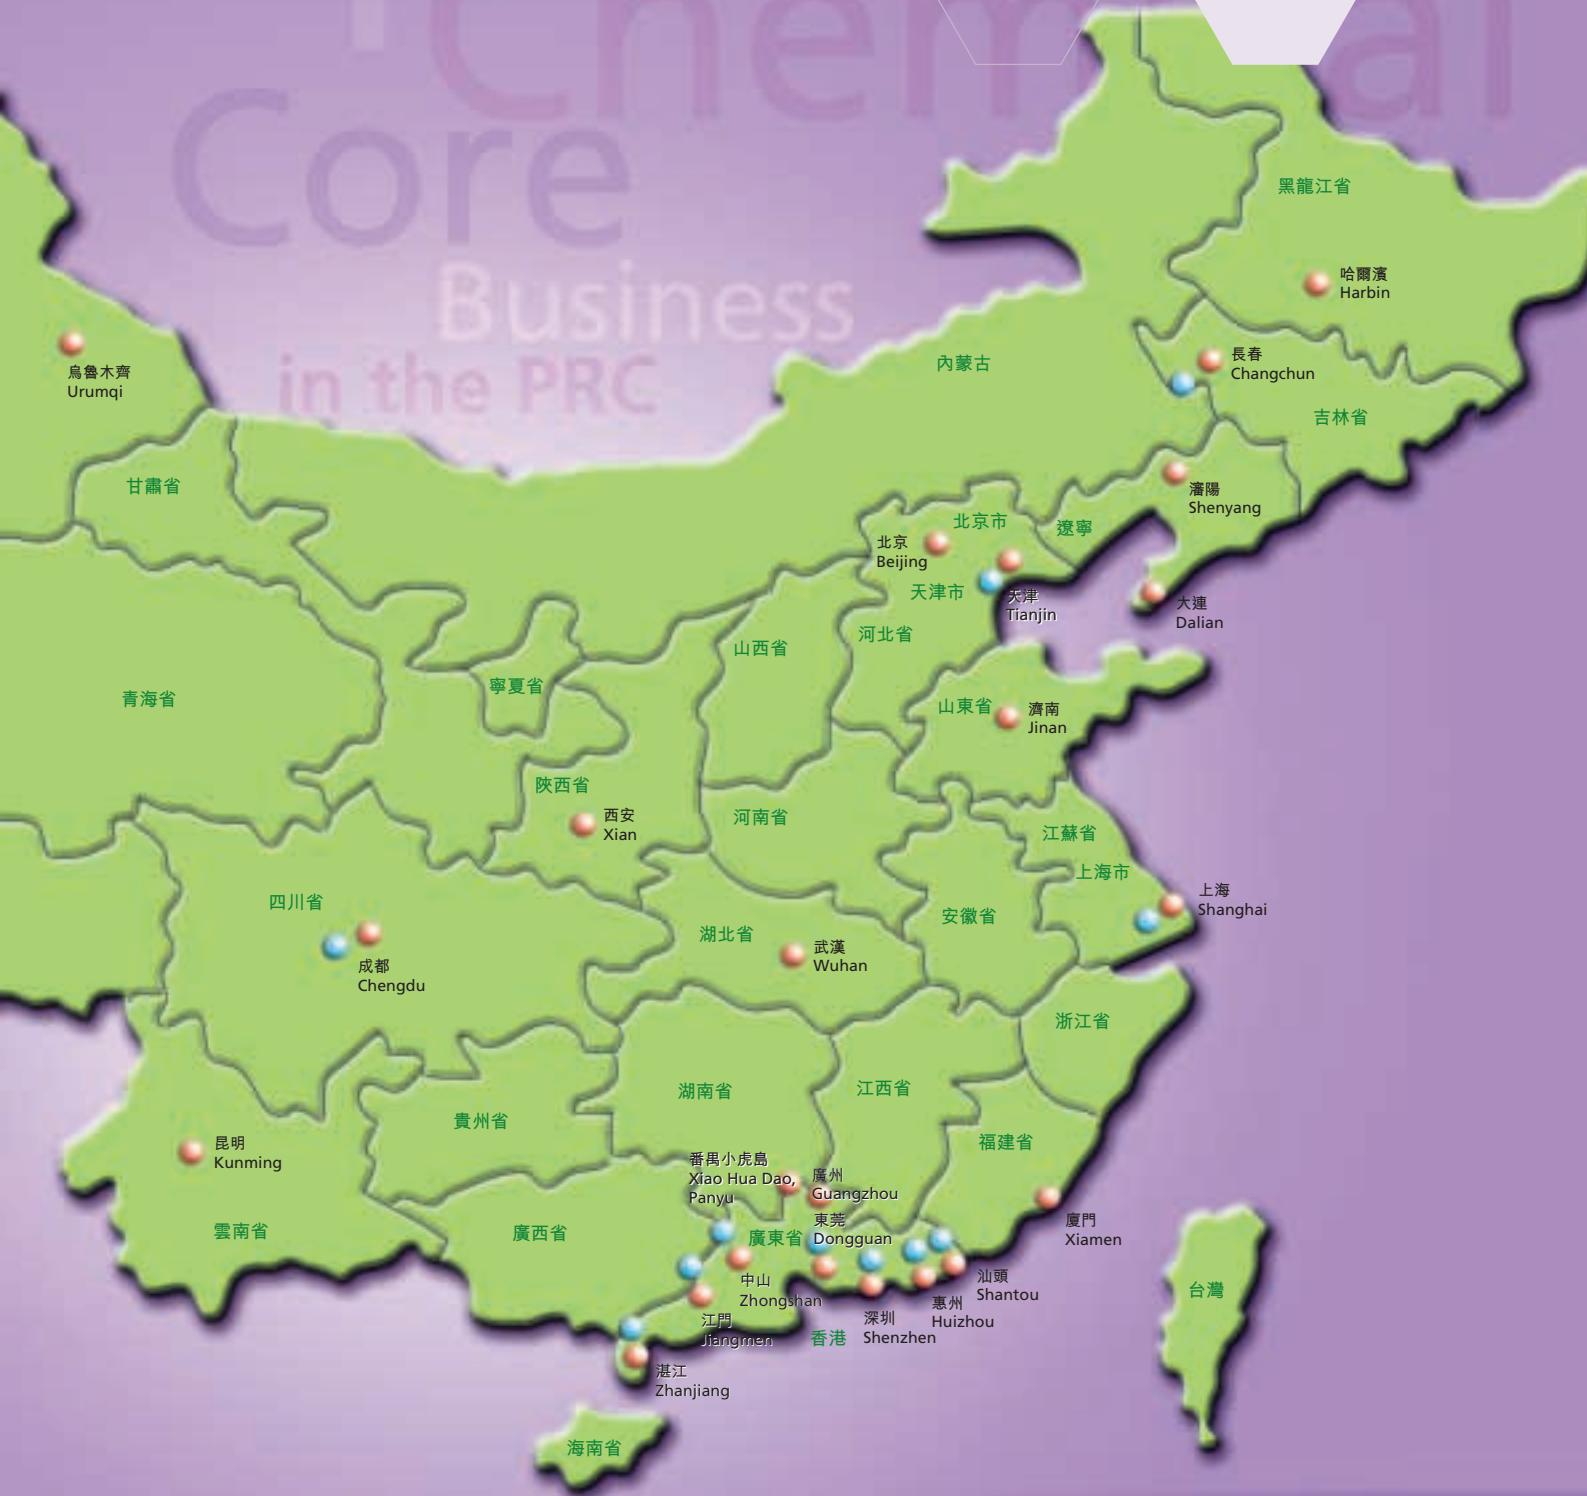 Chem
al
Core
Business
in the PRC
黑龍江省
哈爾濱
Harbin
烏魯木齊
Urumqi
內蒙古
長春
Changchun
吉林省
甘肅省
瀋陽
Shenyang
北京市
遼寧
北京
Beijing
天津市
天津
Tianjin
大連
Dalian
河北省
山西省
寧夏省
青海省
山東省
濟南
Jinan
陝西省
西安
Xian
河南省
江蘇省
上海市
上海
Shanghai
四川省
安徽省
湖北省
武漢
Wuhan
成都
Chengdu
浙江省
湖南省
江西省
貴州省
福建省
昆明
Kunming
番禺小虎島
Xiao Hua Dao,
Panyu
廣州
Guangzhou
東莞
Dongguan
廣東省
雲南省
廣西省
廈門
Xiamen
中山
Zhongshan
汕頭
Shantou
台灣
惠州
Huizhou
江門
Jiangmen
深圳
Shenzhen
香港
湛江
Zhanjiang
海南省